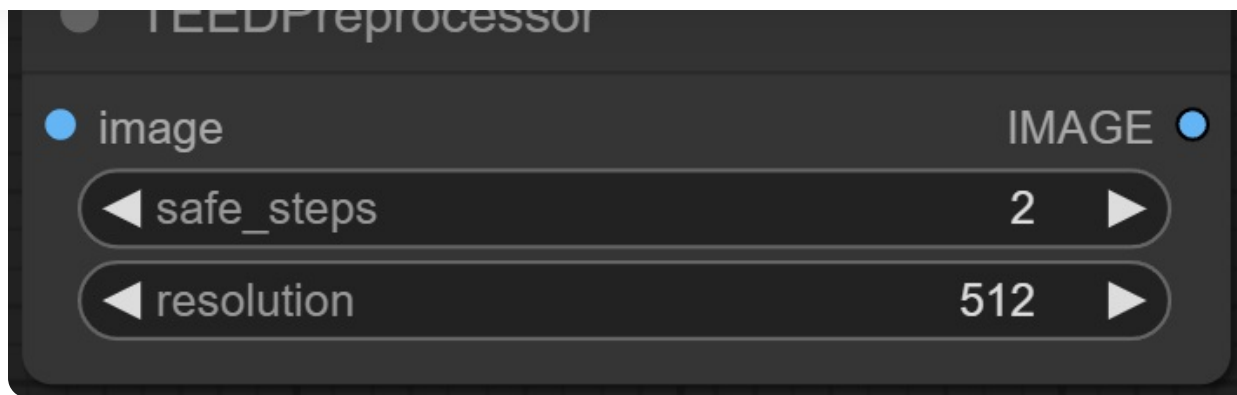 TEEDPreprocessor
image
IMAGE
safe_steps
2
resolution
512